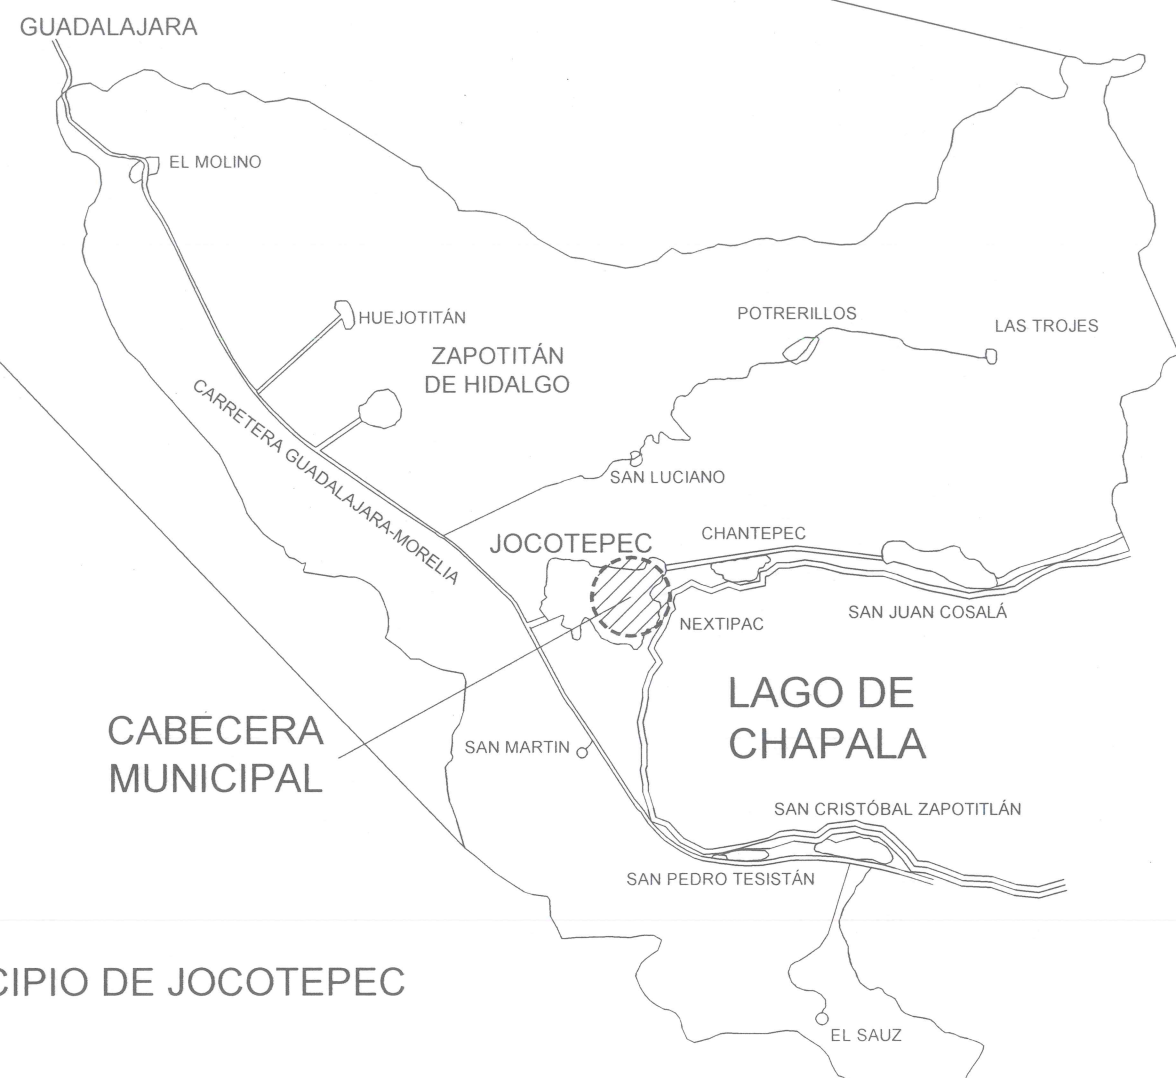 GUADALAJARA
EL MOLINO
HUEJOTITÁN
ZAPOTITÁN
DE HIDALGO
POTRERILLOS
LAS TROJES
CARRETERA GUADALAJARA-MORELIA
SAN LUCIANO
JOCOTEPEC
CHANTEPEC
SAN JUAN COSALÁ
NEXTIPAC
LAGO DE
CHAPALA
CABECERA
MUNICIPAL
SAN MARTIN
SAN CRISTÓBAL ZAPOTITLÁN
SAN PEDRO TESISTÁN
CIPIO DE JOCOTEPEC
EL SAUZ